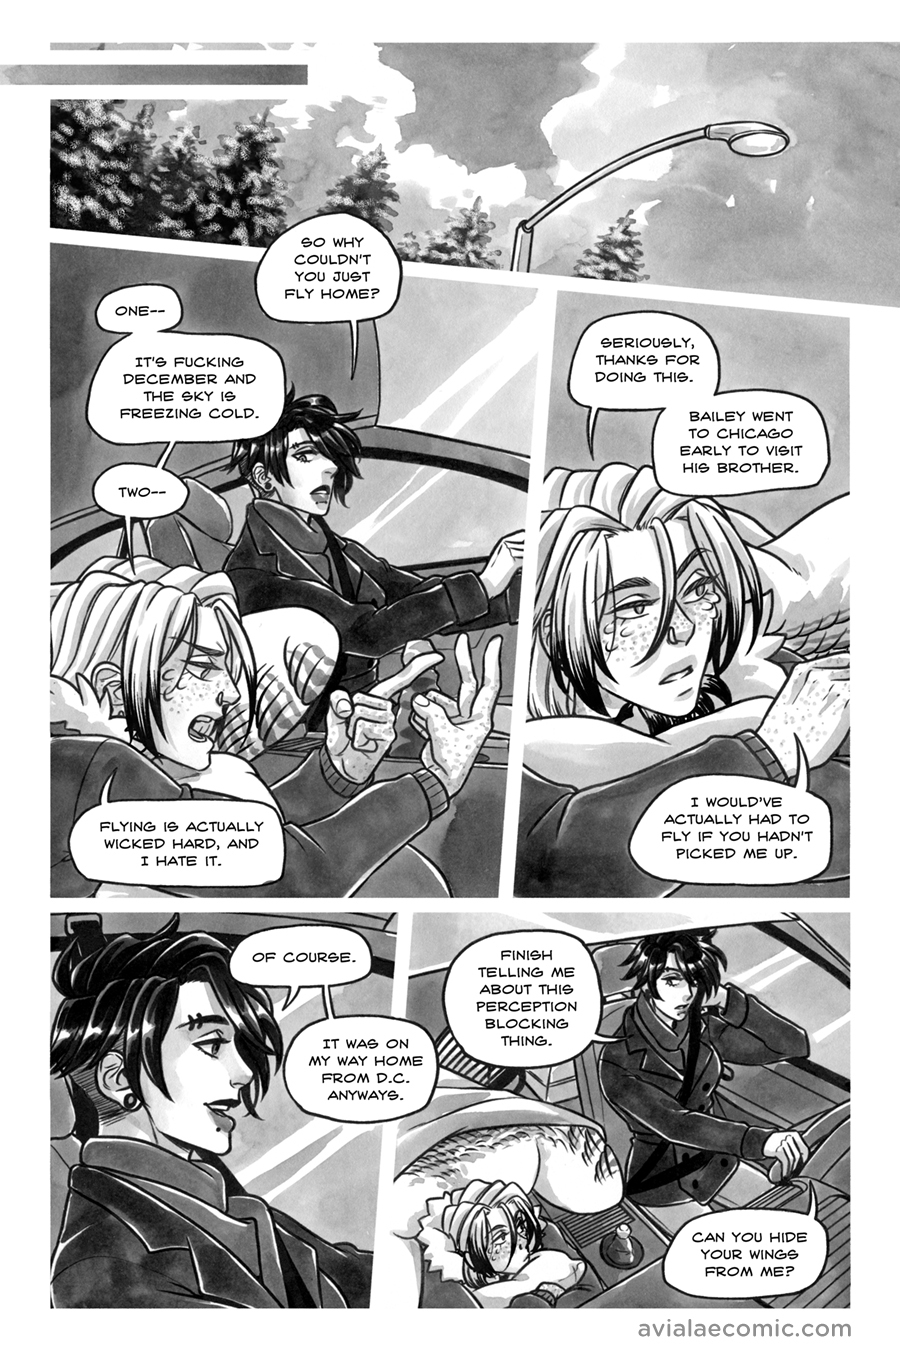 SO WHY
COULDN'T
YOU JUST
FLY HOME?
ONE--
IT'S FUCKING
DECEMBER AND
THE SKY IS
FREEZING COLD.
TWO--
FLYING IS ACTUALLY
WICKED HARD, AND
I HATE IT.
SERIOUSLY,
THANKS FOR
DOING THIS.
BAILEY WENT
TO CHICAGO
EARLY TO VISIT
HIS BROTHER.
I WOULD'VE
ACTUALLY HAD TO
FLY IF YOU HADN'T
PICKED ME UP.
OF COURSE.
IT WAS ON
MY WAY HOME
FROM D.C.
ANYWAYS.
FINISH
TELLING ME
ABOUT THIS
PERCEPTION
BLOCKING
THING.
CAN YOU HIDE
YOUR WINGS
FROM ME?
avialaecomic.com